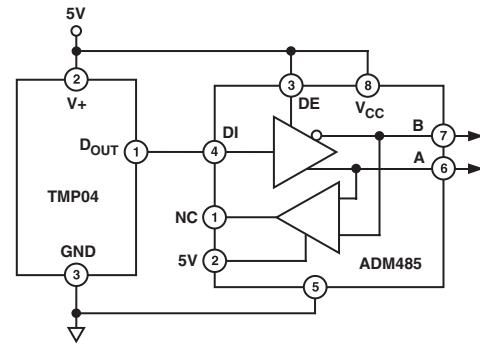 5V
2
V+
D_OUT
1
TMP04
GND
3
3
DE
8
V_CC
DI
4
B
7
A
6
NC
1
5V
2
ADM485
5